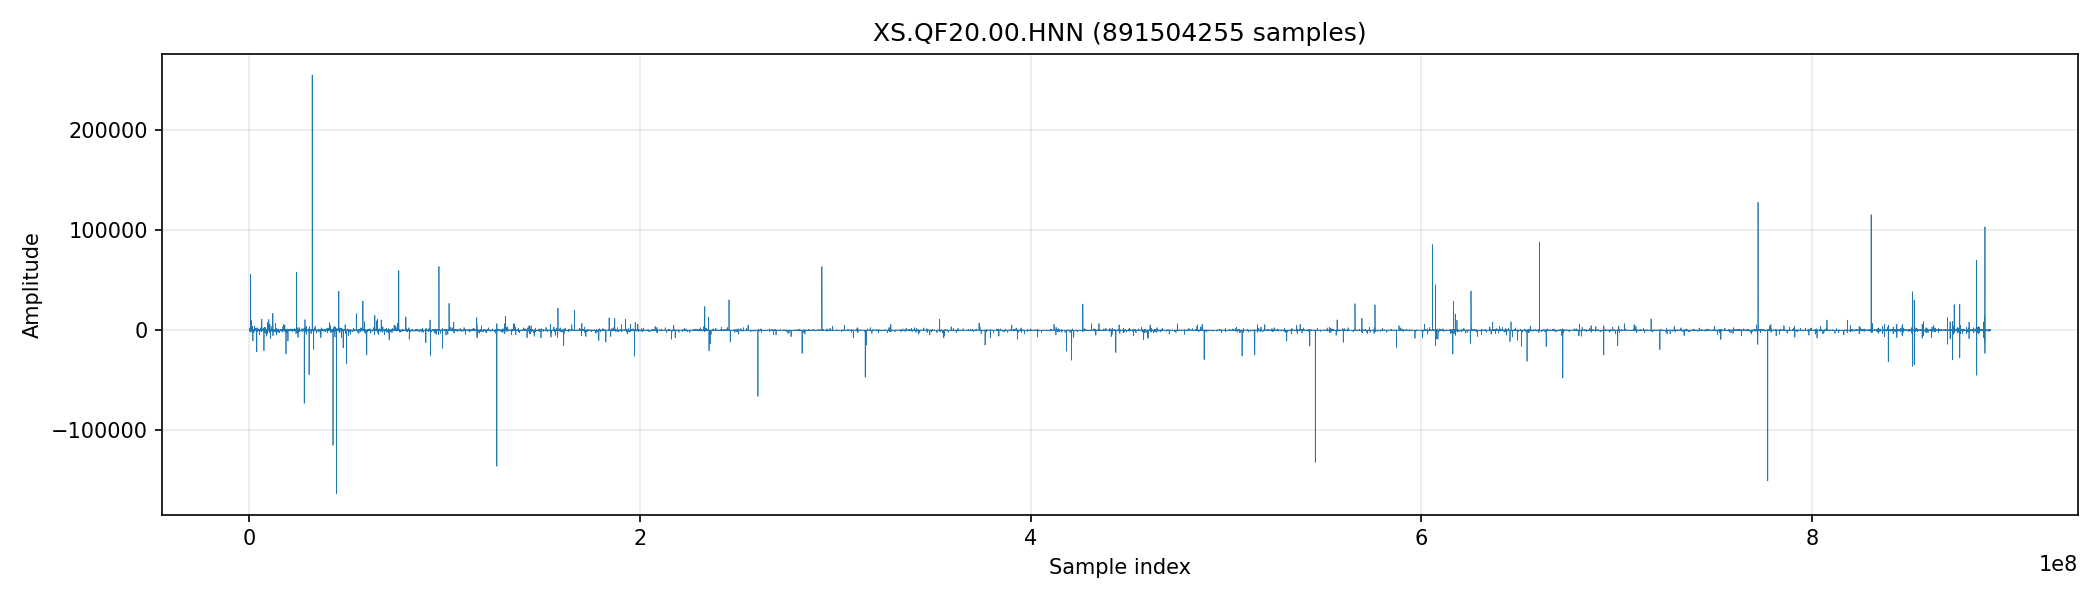 XS.QF20.00.HNN (891504255 samples)
200000
100000
0
−100000
Amplitude
0 2 4 6 8
1e8
Sample index